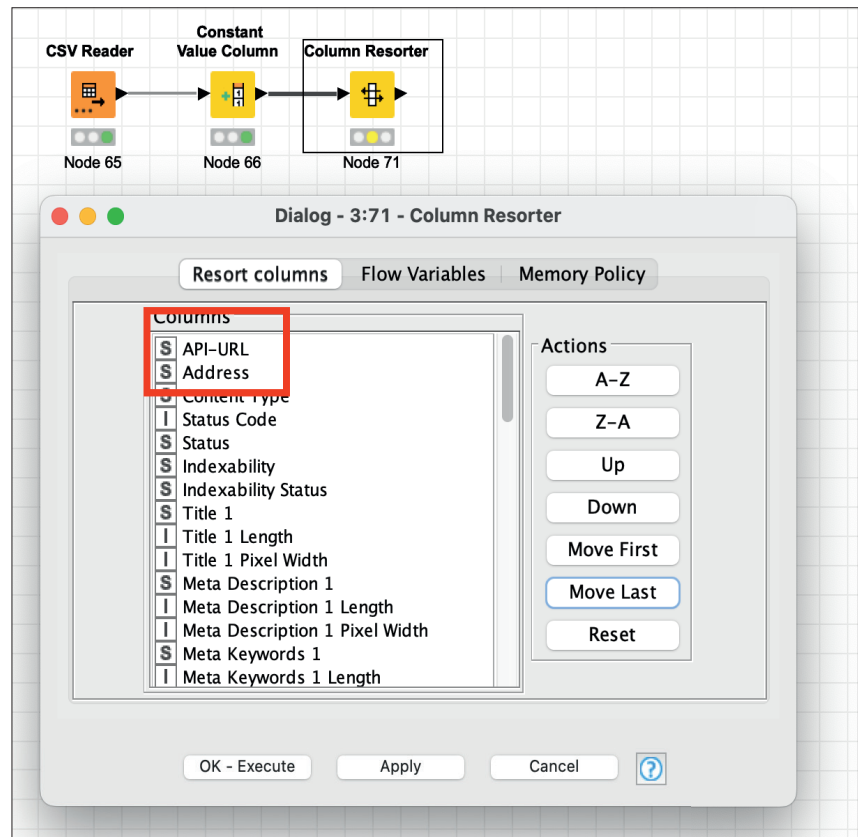 Constant
CSV Reader Value Column Column Resorter
Node 65 Node 66 Node 71
Dialog - 3:71 - Column Resorter
Resort columns Flow Variables Memory Policy
Columns
S API-URL
S Address
S Content Type
I Status Code
S Status
S Indexability
S Indexability Status
S Title 1
I Title 1 Length
I Title 1 Pixel Width
S Meta Description 1
I Meta Description 1 Length
I Meta Description 1 Pixel Width
S Meta Keywords 1
I Meta Keywords 1 Length
Actions
A-Z
Z-A
Up
Down
Move First
Move Last
Reset
OK - Execute Apply Cancel ?